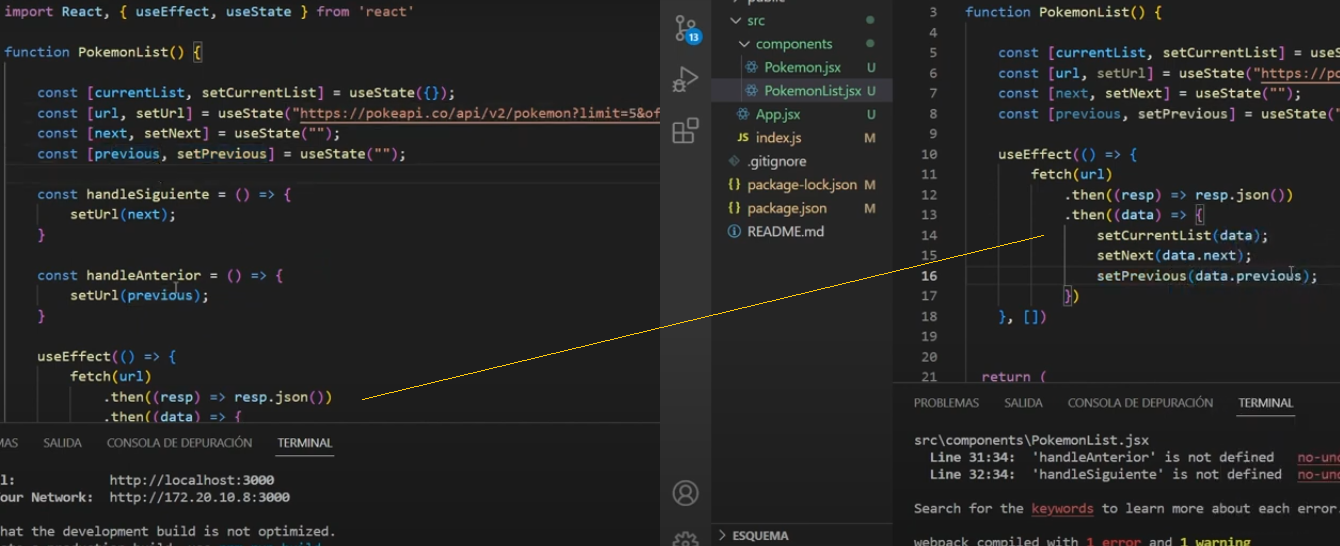 import React, { useEffect, useState } from 'react'
function PokemonList() {
const [currentList, setCurrentList] = useState({});
const [url, setUrl] = useState("https://pokeapi.co/api/v2/pokemon?limit=5&of
const [next, setNext] = useState("");
const [previous, setPrevious] = useState("");
const handleSiguiente = () => {
setUrl(next);
}
const handleAnterior = () => {
setUrl(previous);
}
useEffect(() => {
fetch(url)
.then((resp) => resp.json())
.then((data) => {
MAS SALIDA CONSOLA DE DEPURACIÓN TERMINAL
l: http://localhost:3000
our Network: http://172.20.10.8:3000
hat the development build is not optimized.
13
src
components
Pokemon.jsx U
PokemonList.jsx U
App.jsx U
JS index.js M
.gitignore
{} package-lock.json M
{} package.json M
README.md
ESQUEMA
3 function PokemonList() {
4
5 const [currentList, setCurrentList] = use
6 const [url, setUrl] = useState("https://po
7 const [next, setNext] = useState("");
8 const [previous, setPrevious] = useState("
9
10 useEffect(() => {
11 fetch(url)
12 .then((resp) => resp.json())
13 .then((data) => {
14 setCurrentList(data);
15 setNext(data.next);
16 setPrevious(data.previous);
17 })
18 }, [])
19
20
21 return (
PROBLEMAS SALIDA CONSOLA DE DEPURACIÓN TERMINAL
src\components\PokemonList.jsx
Line 31:34: 'handleAnterior' is not defined no-und
Line 32:34: 'handleSiguiente' is not defined no-und
Search for the keywords to learn more about each error.
webpack compiled with 1 error and 1 warning